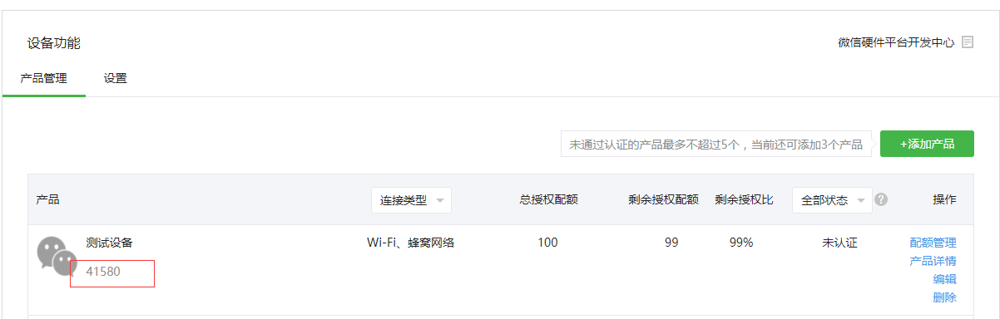 设备功能
微信硬件平台开发中心
产品管理 设置
未通过认证的产品最多不超过5个，当前还可添加3个产品
+添加产品
产品 连接类型 总授权配额 剩余授权配额 剩余授权比 全部状态 ? 操作
测试设备 Wi-Fi、蜂窝网络 100 99 99% 未认证 配额管理
产品详情
41580
编辑
删除